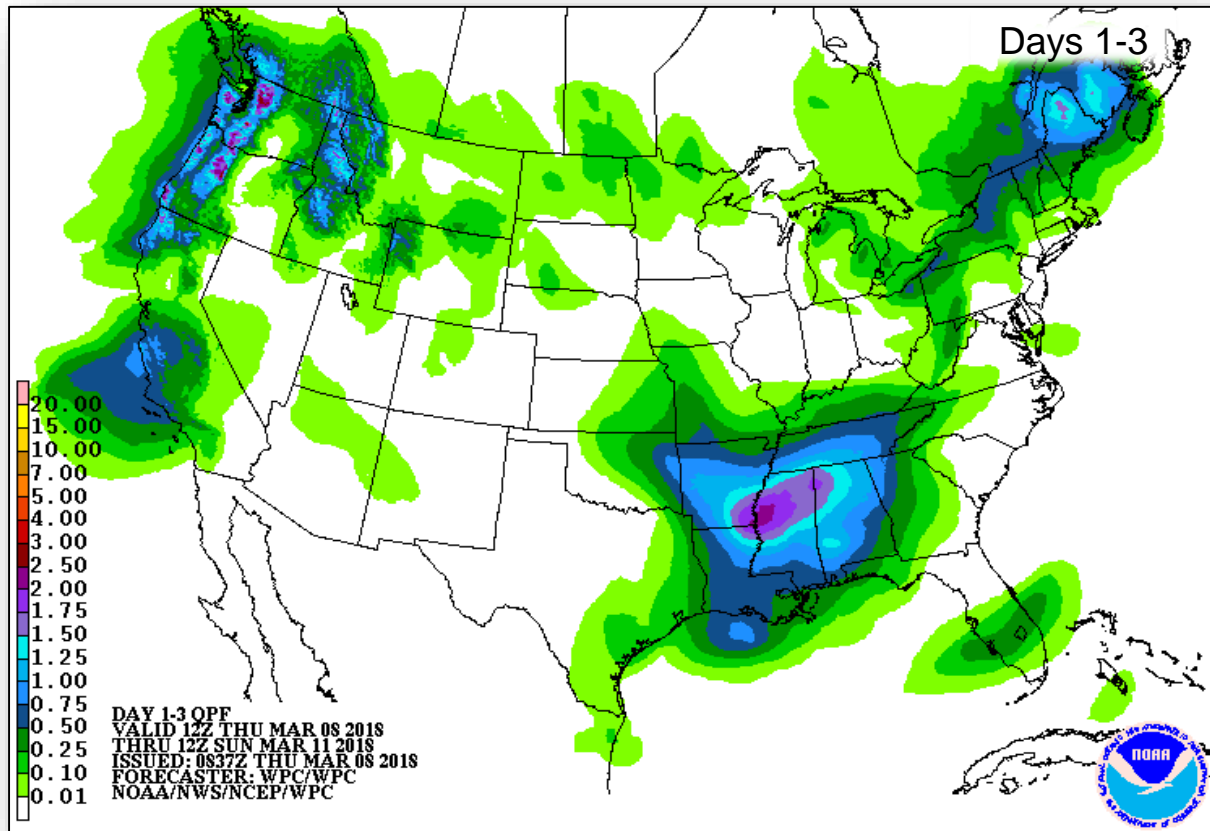 Days 1-3
20.00
15.00
10.00
7.00
5.00
4.00
3.00
2.50
2.00
1.75
1.50
1.25
1.00
0.75
0.50
0.25
0.10
0.01
DAY 1-3 QPF
VALID 12Z THU MAR 08 2018
THRU 12Z SUN MAR 11 2018
ISSUED: 0837Z THU MAR 08 2018
FORECASTER: WPC/WPC
NOAA/NWS/NCEP/WPC
NOAA